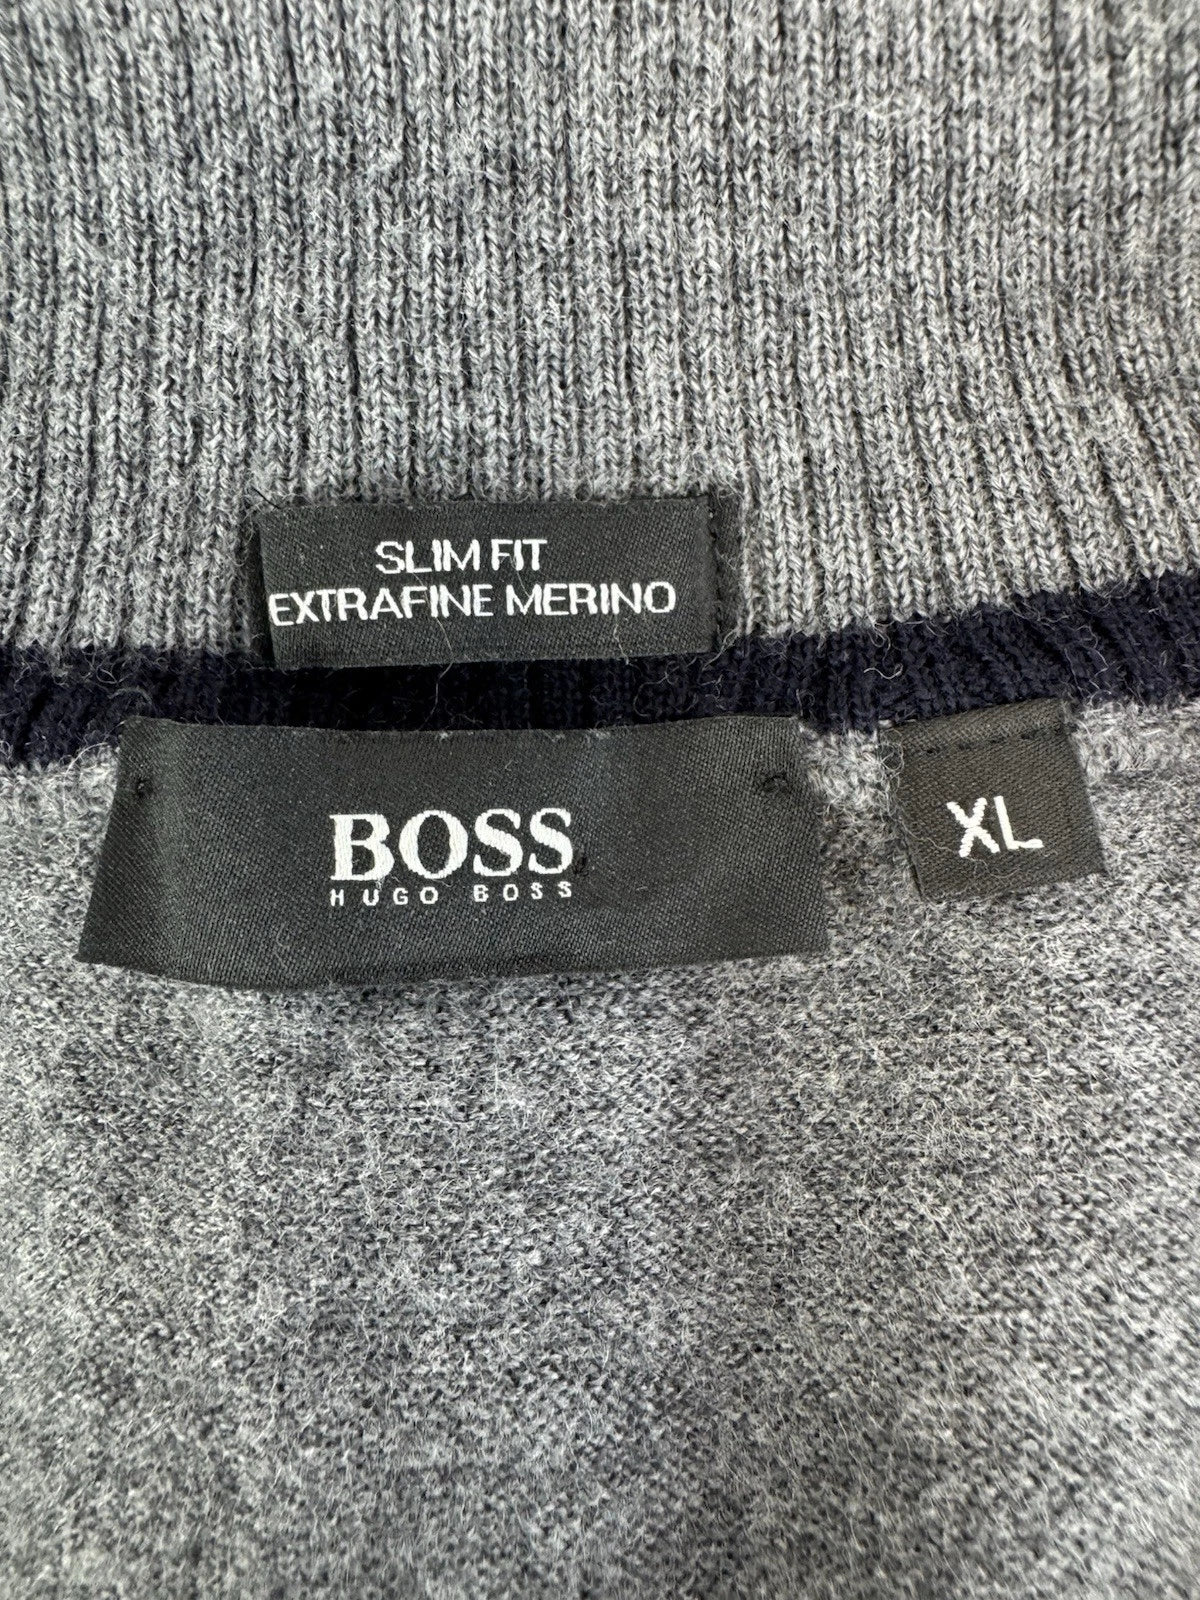 SLIM FIT
EXTRAFINE MERINO
BOSS
HUGO BOSS
XL